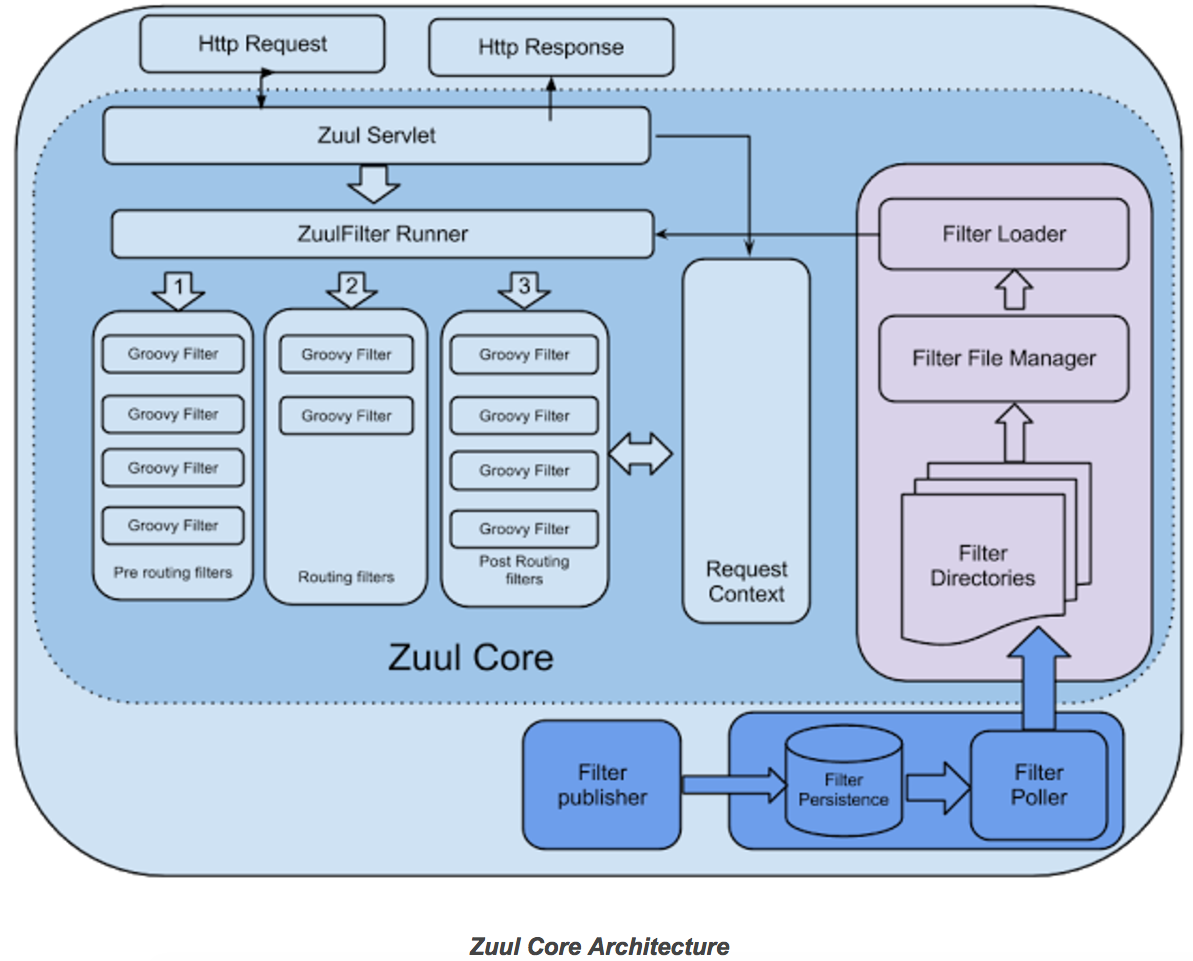 Http Request
Http Response
Zuul Servlet
ZuulFilter Runner
Filter Loader
1
2
3
Groovy Filter
Groovy Filter
Groovy Filter
Groovy Filter
Pre routing filters
Groovy Filter
Groovy Filter
Routing filters
Groovy Filter
Groovy Filter
Groovy Filter
Groovy Filter
Post Routing
filters
Request
Context
Filter File Manager
Filter
Directories
Zuul Core
Filter
publisher
Filter
Persistence
Filter
Poller
Zuul Core Architecture